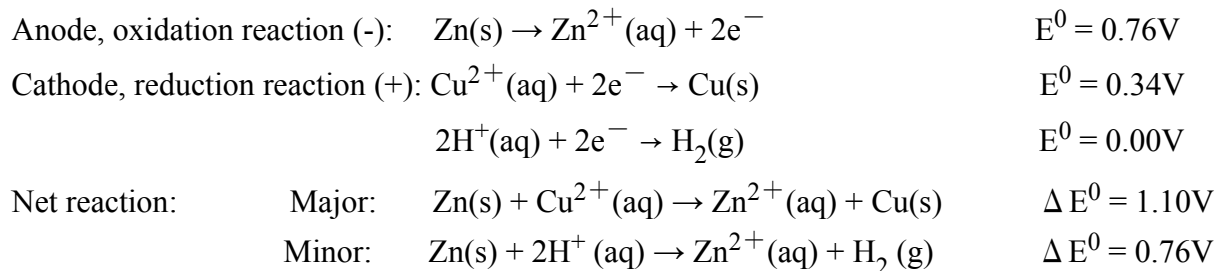 Anode, oxidation reaction (-): Zn(s) → Zn²⁺(aq) + 2e⁻ E⁰ = 0.76V
Cathode, reduction reaction (+): Cu²⁺(aq) + 2e⁻ → Cu(s) E⁰ = 0.34V
2H⁺(aq) + 2e⁻ → H₂(g) E⁰ = 0.00V
Net reaction: Major: Zn(s) + Cu²⁺(aq) → Zn²⁺(aq) + Cu(s) Δ E⁰ = 1.10V
Minor: Zn(s) + 2H⁺ (aq) → Zn²⁺(aq) + H₂ (g) Δ E⁰ = 0.76V